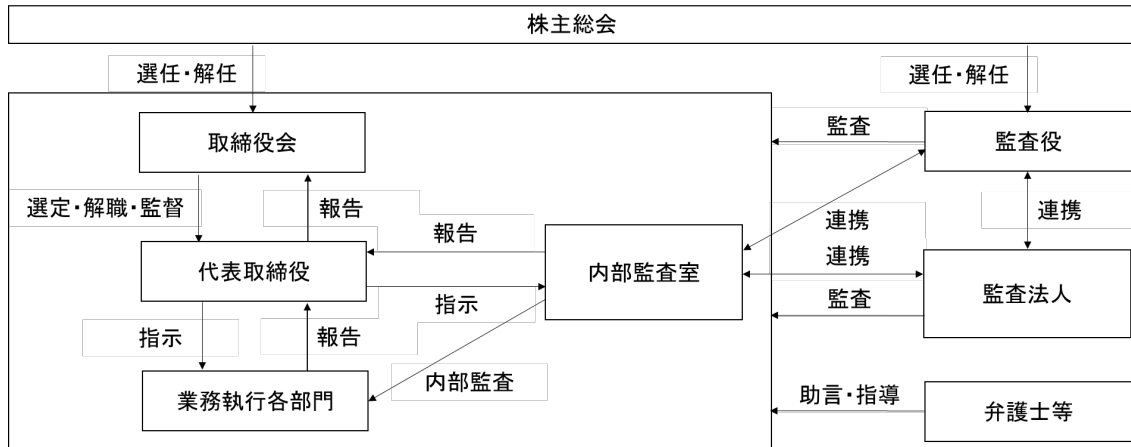 株主総会
選任・解任
選任・解任
取締役会
監査
監査役
選定・解職・監督
報告
報告
連携
連携
代表取締役
内部監査室
連携
監査法人
指示
監査
指示
報告
内部監査
業務執行各部門
助言・指導
弁護士等